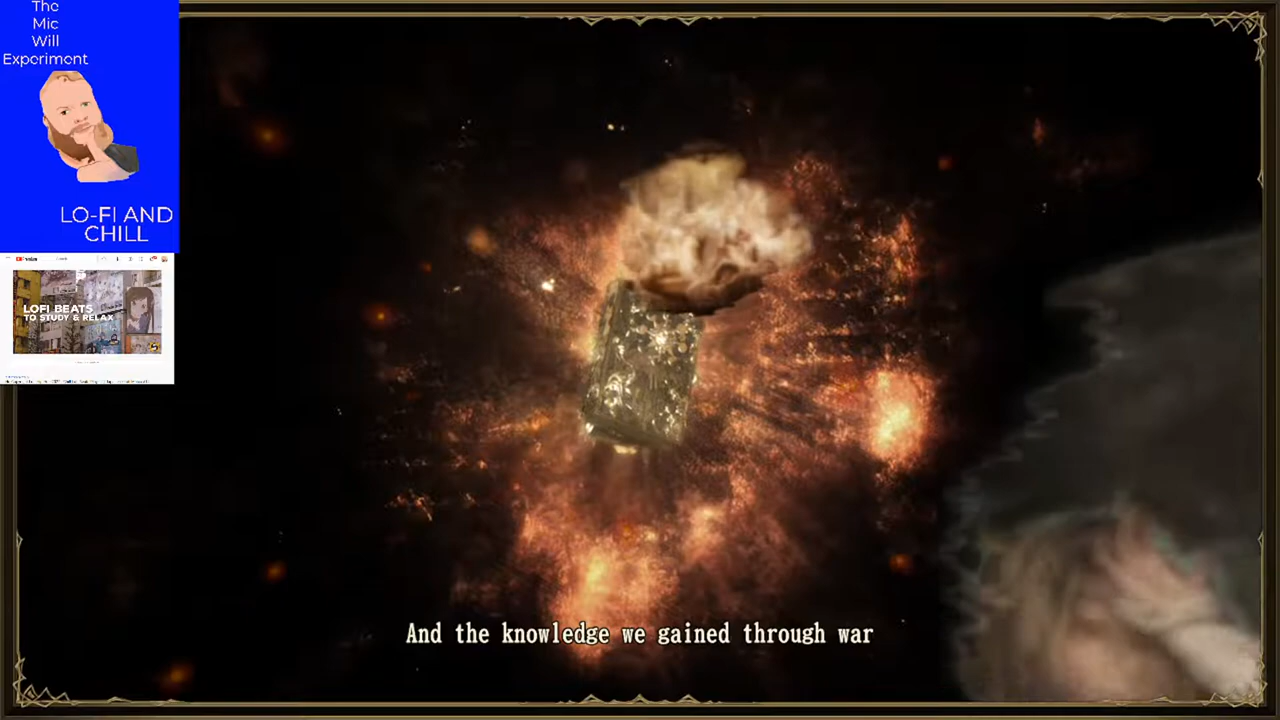 The
Mic
Will
Experiment
LO-FI AND
CHILL
LOFI BEATS
TO STUDY & RELAX
And the knowledge we gained through war